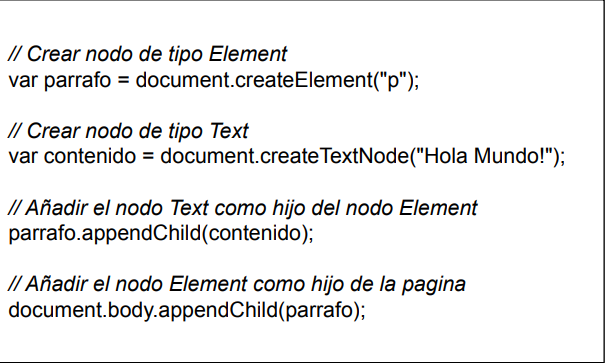 // Crear nodo de tipo Element
var parrafo = document.createElement("p");
// Crear nodo de tipo Text
var contenido = document.createTextNode("Hola Mundo!");
// Añadir el nodo Text como hijo del nodo Element
parrafo.appendChild(contenido);
// Añadir el nodo Element como hijo de la pagina
document.body.appendChild(parrafo);